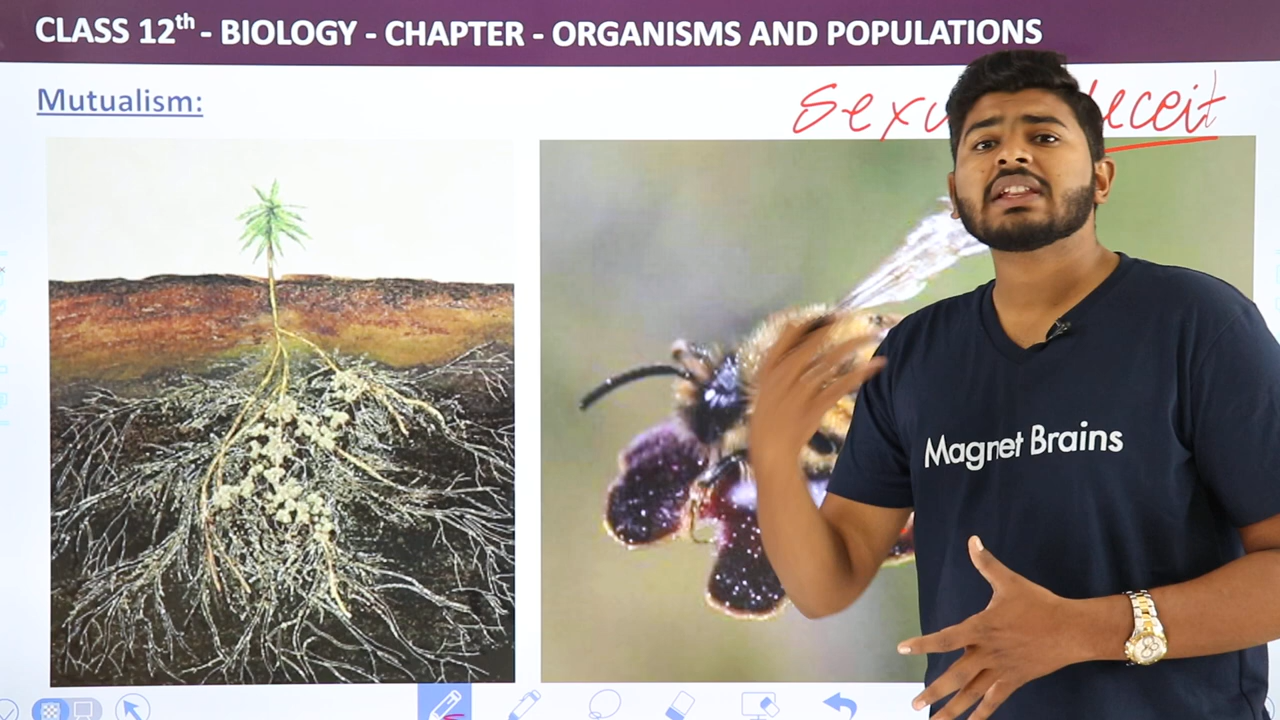 CLASS 12th - BIOLOGY - CHAPTER - ORGANISMS AND POPULATIONS
Mutualism:
Magnet Brains